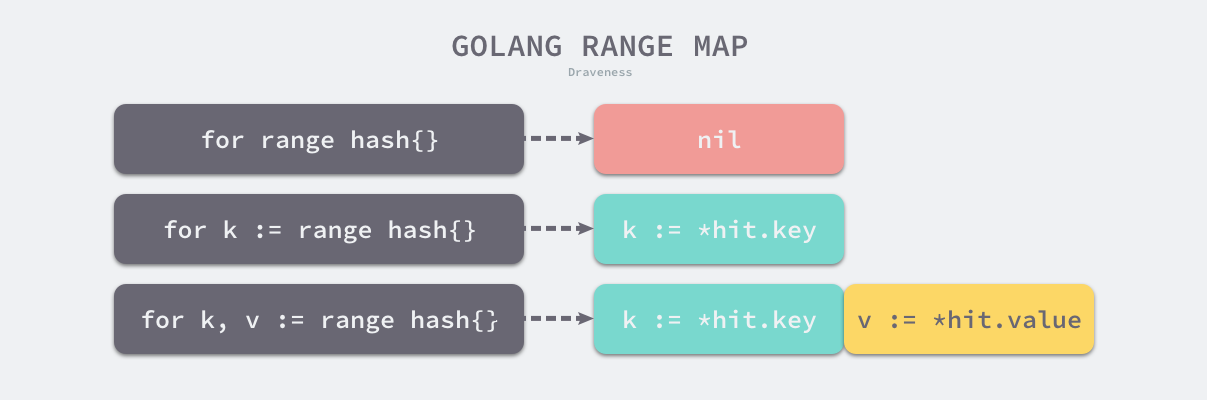 GOLANG RANGE MAP
Draveness
for range hash{}
nil
for k := range hash{}
k := *hit.key
for k, v := range hash{}
k := *hit.key
v := *hit.value